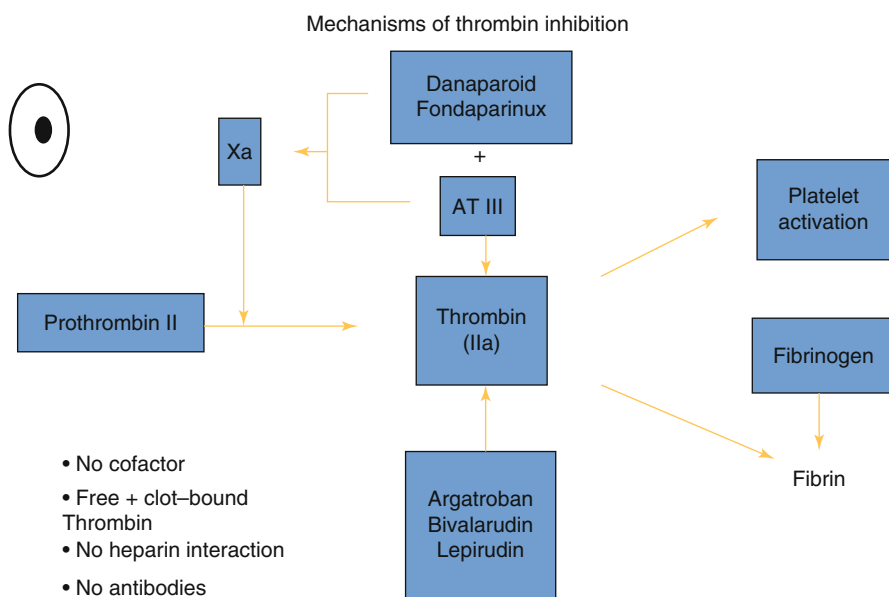 Mechanisms of thrombin inhibition
Danaparoid
Fondaparinux
+
Xa
AT III
Platelet
activation
Prothrombin II
Thrombin
(IIa)
Fibrinogen
Fibrin
• No cofactor
• Free + clot–bound
Thrombin
• No heparin interaction
• No antibodies
Argatroban
Bivalarudin
Lepirudin